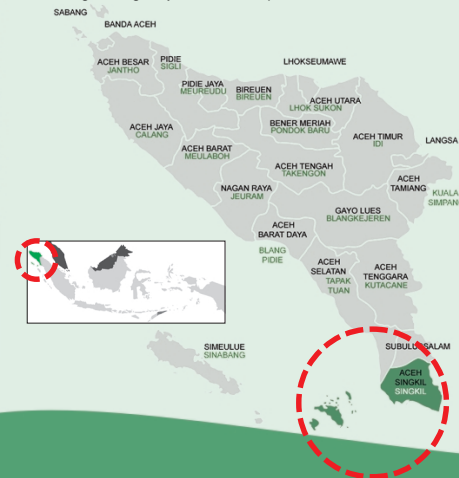 SABANG
BANDA ACEH
ACEH BESAR
JANTHO
PIDIE
SIGLI
LHOKSEUMAWE
PIDIE JAYA
MEUREUDU
BIREUEN
BIREUEN
ACEH UTARA
LHOK SUKON
BENER MERIAH
PONDOK BARU
ACEH JAYA
CALANG
ACEH TIMUR
IDI
LANGSA
ACEH BARAT
MEULABOH
ACEH TENGAH
TAKENGON
ACEH
TAMIANG
KUALA
SIMPAN
NAGAN RAYA
JEURAM
GAYO LUES
BLANGKEJEREN
ACEH
BARAT DAYA
BLANG
PIDIE
ACEH
SELATAN
TAPAK
TUAN
ACEH
TENGGARA
KUTACANE
SIMEULUE
SINABANG
SUBULUSSALAM
ACEH
SINGKIL
SINGKIL